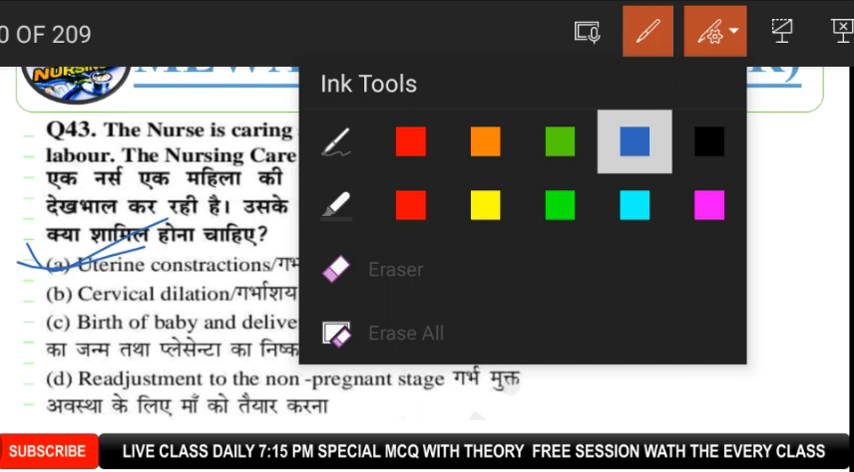 0 OF 209
NURSING
Ink Tools
Q43. The Nurse is caring
labour. The Nursing Care
एक नर्स एक महिला की
देखभाल कर रही है। उसके
क्या शामिल होना चाहिए?
(a) Uterine constractions/गर्भ
Eraser
(b) Cervical dilation/गर्भाशय
(c) Birth of baby and delive
Erase All
का जन्म तथा प्लेसेन्टा का निष्क
(d) Readjustment to the non -pregnant stage गर्भ मुक्त
अवस्था के लिए माँ को तैयार करना
SUBSCRIBE
LIVE CLASS DAILY 7:15 PM SPECIAL MCQ WITH THEORY FREE SESSION WATH THE EVERY CLASS